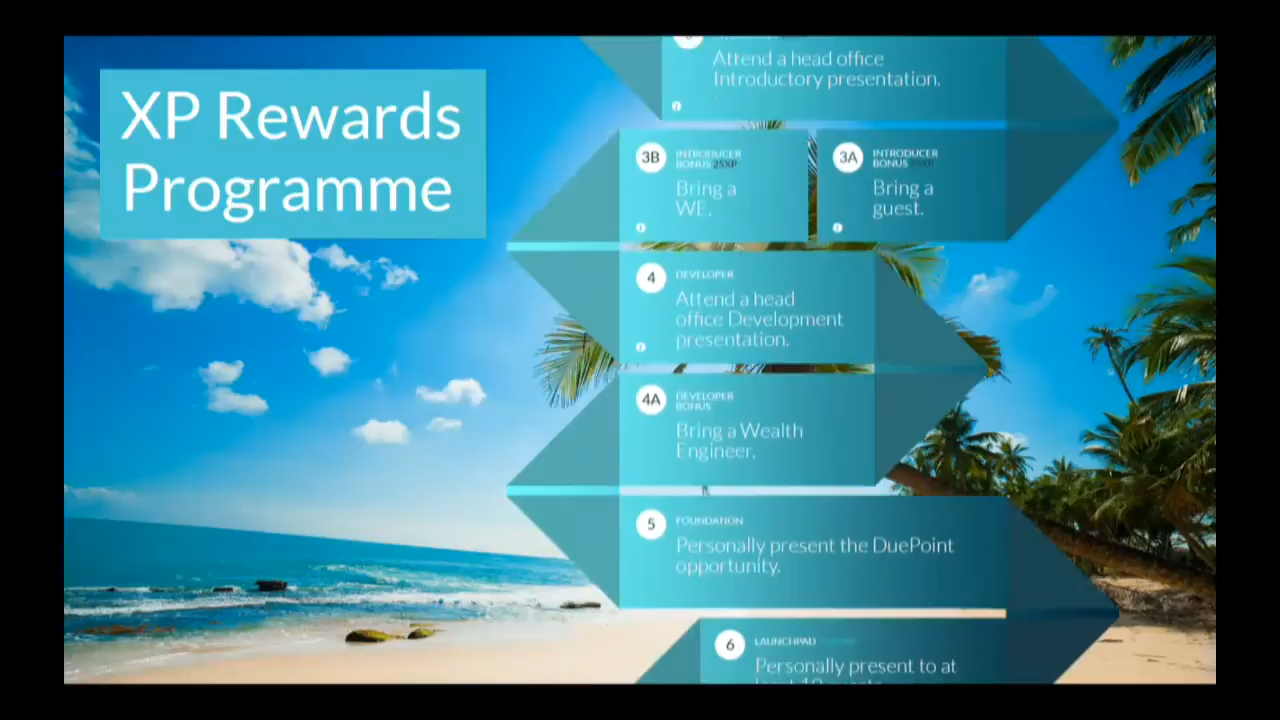 XP Rewards
Programme
Attend a head office
Introductory presentation.
3B
INTRODUCER
BONUS 25XP
Bring a
WE.
3A
INTRODUCER
BONUS
Bring a
guest.
4
DEVELOPER
Attend a head
office Development
presentation.
4A
DEVELOPER
BONUS
Bring a Wealth
Engineer.
5
FOUNDATION
Personally present the DuePoint
opportunity.
6
LAUNCHPAD
Personally present to at